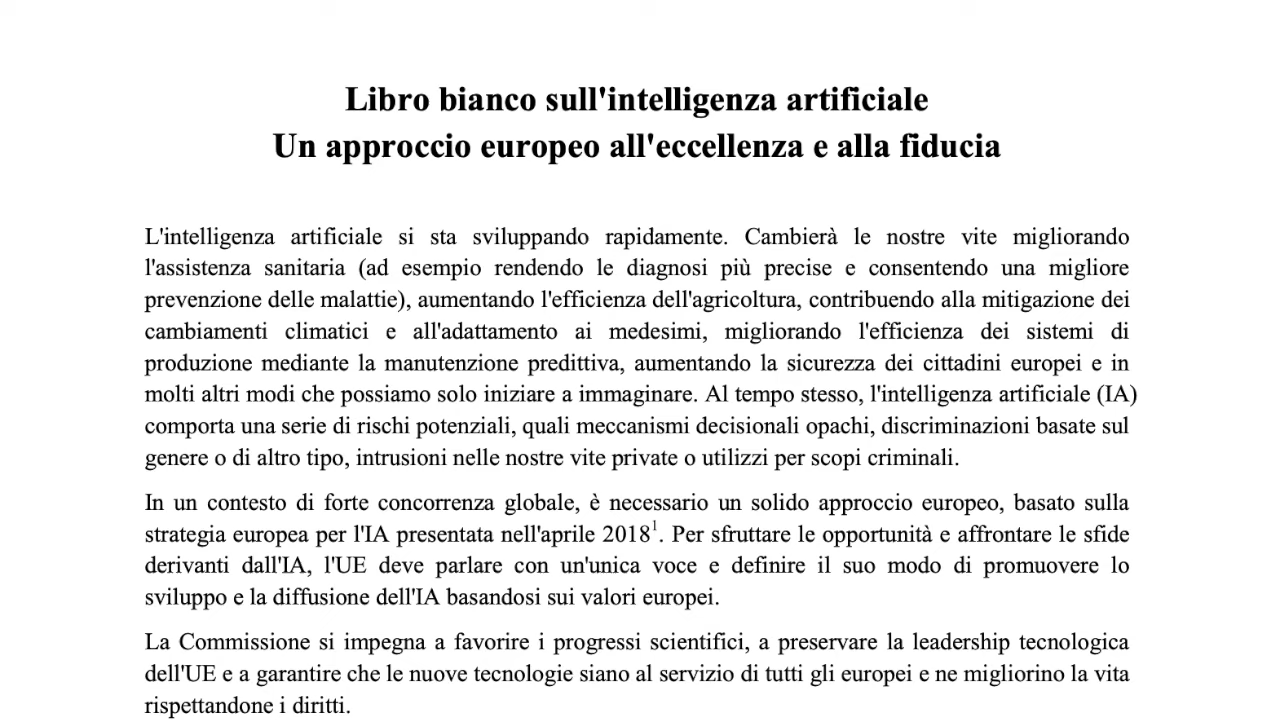 Libro bianco sull'intelligenza artificiale
Un approccio europeo all'eccellenza e alla fiducia
L'intelligenza artificiale si sta sviluppando rapidamente. Cambierà le nostre vite migliorando
l'assistenza sanitaria (ad esempio rendendo le diagnosi più precise e consentendo una migliore
prevenzione delle malattie), aumentando l'efficienza dell'agricoltura, contribuendo alla mitigazione dei
cambiamenti climatici e all'adattamento ai medesimi, migliorando l'efficienza dei sistemi di
produzione mediante la manutenzione predittiva, aumentando la sicurezza dei cittadini europei e in
molti altri modi che possiamo solo iniziare a immaginare. Al tempo stesso, l'intelligenza artificiale (IA)
comporta una serie di rischi potenziali, quali meccanismi decisionali opachi, discriminazioni basate sul
genere o di altro tipo, intrusioni nelle nostre vite private o utilizzi per scopi criminali.
In un contesto di forte concorrenza globale, è necessario un solido approccio europeo, basato sulla
strategia europea per l'IA presentata nell'aprile 2018¹. Per sfruttare le opportunità e affrontare le sfide
derivanti dall'IA, l'UE deve parlare con un'unica voce e definire il suo modo di promuovere lo
sviluppo e la diffusione dell'IA basandosi sui valori europei.
La Commissione si impegna a favorire i progressi scientifici, a preservare la leadership tecnologica
dell'UE e a garantire che le nuove tecnologie siano al servizio di tutti gli europei e ne migliorino la vita
rispettandone i diritti.